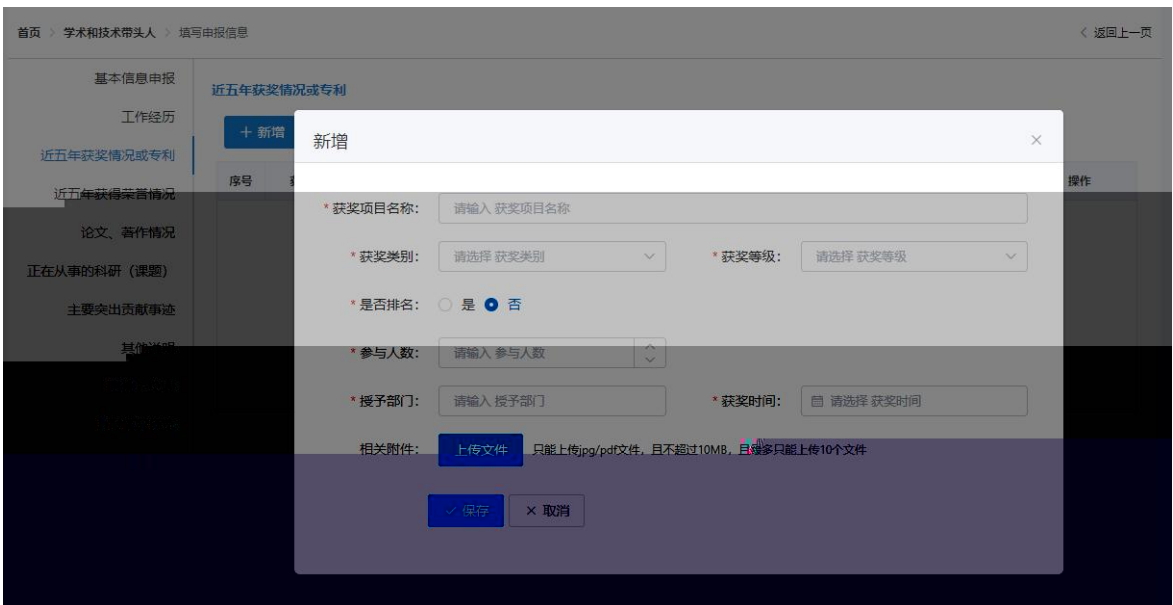 首页 > 学术和技术带头人 > 填写申报信息
< 返回上一页
基本信息申报
工作经历
近五年获奖情况或专利
近五年获得荣誉情况
论文、著作情况
正在从事的科研（课题）
主要突出贡献事迹
近五年获奖情况或专利
+ 新增
序号
操作
新增
* 获奖项目名称： 请输入 获奖项目名称
* 获奖类别： 请选择 获奖类别 * 获奖等级： 请选择 获奖等级
* 是否排名： 是 否
* 参与人数： 请输入 参与人数
* 授予部门： 请输入 授予部门 * 获奖时间： 请选择 获奖时间
相关附件： 上传文件 只能上传jpg/pdf文件，且不超过10MB，且最多只能上传10个文件
保存 × 取消